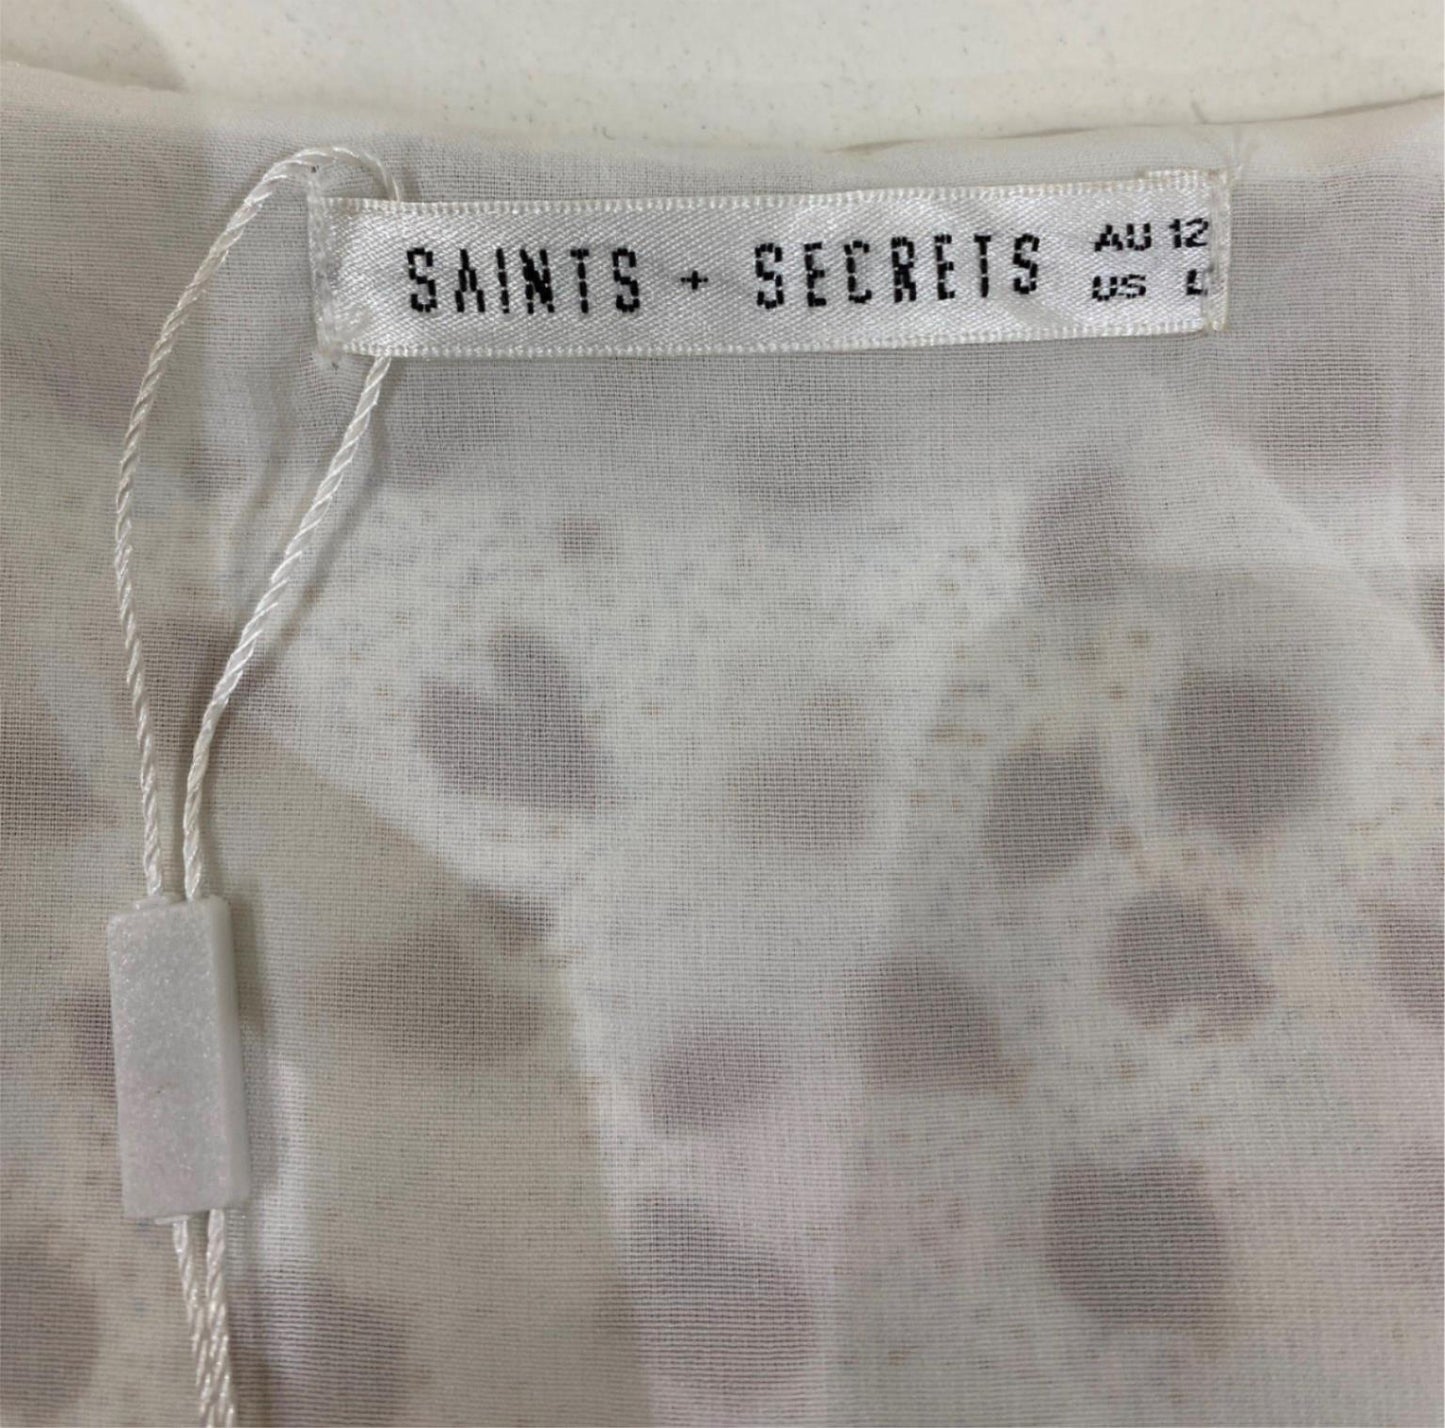 SAINTS + SECRETS
AU 12
US L